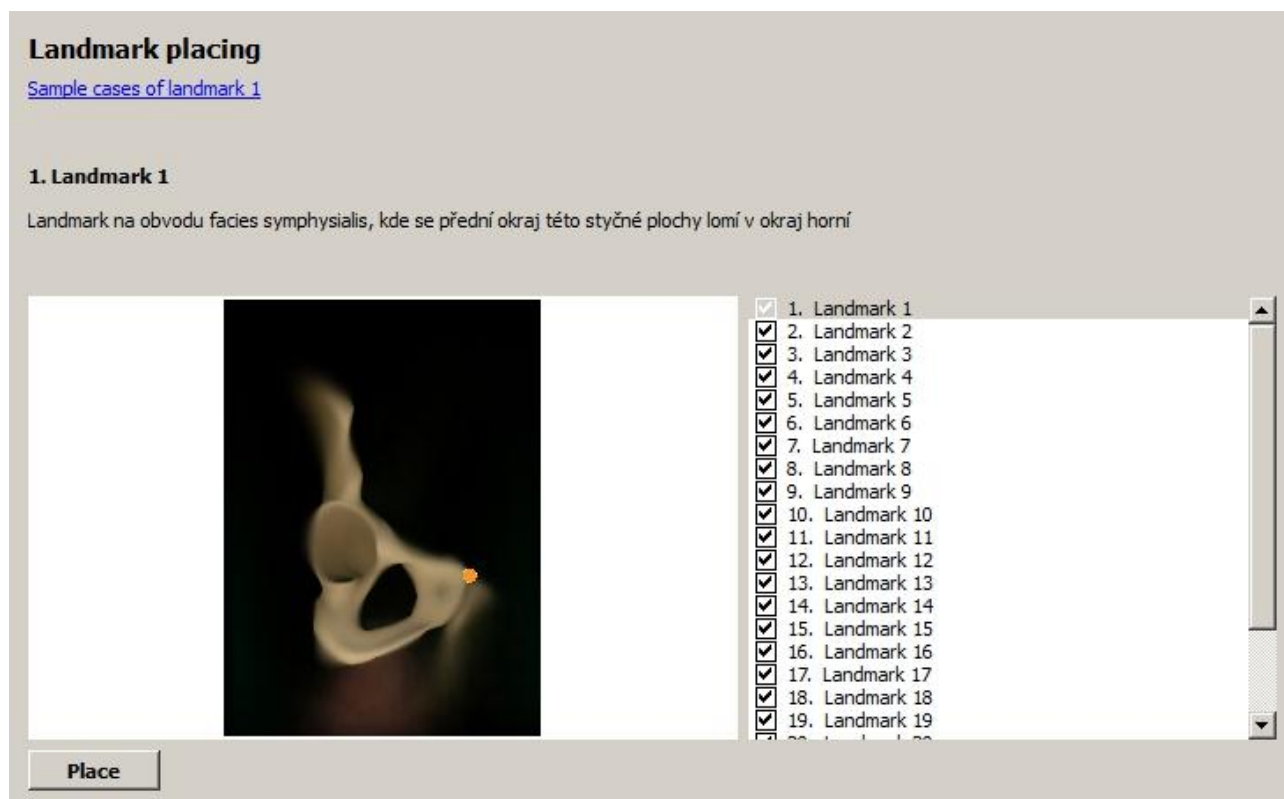 Landmark placing
Sample cases of landmark 1
1. Landmark 1
Landmark na obvodu facies symphysialis, kde se přední okraj této styčné plochy lomí v okraj horní
1. Landmark 1
2. Landmark 2
3. Landmark 3
4. Landmark 4
5. Landmark 5
6. Landmark 6
7. Landmark 7
8. Landmark 8
9. Landmark 9
10. Landmark 10
11. Landmark 11
12. Landmark 12
13. Landmark 13
14. Landmark 14
15. Landmark 15
16. Landmark 16
17. Landmark 17
18. Landmark 18
19. Landmark 19
Place